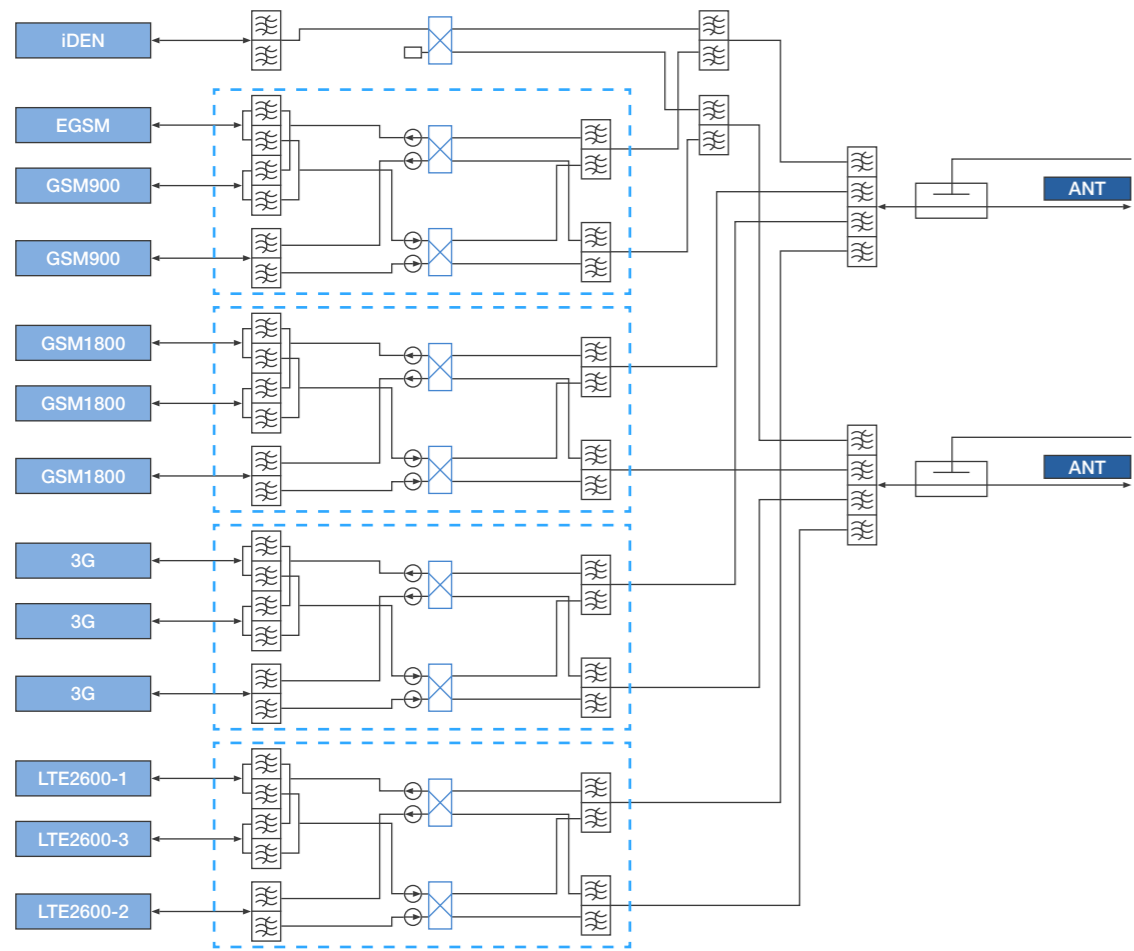 iDEN
EGSM
GSM900
GSM900
ANT
GSM1800
GSM1800
GSM1800
ANT
3G
3G
3G
LTE2600-1
LTE2600-3
LTE2600-2